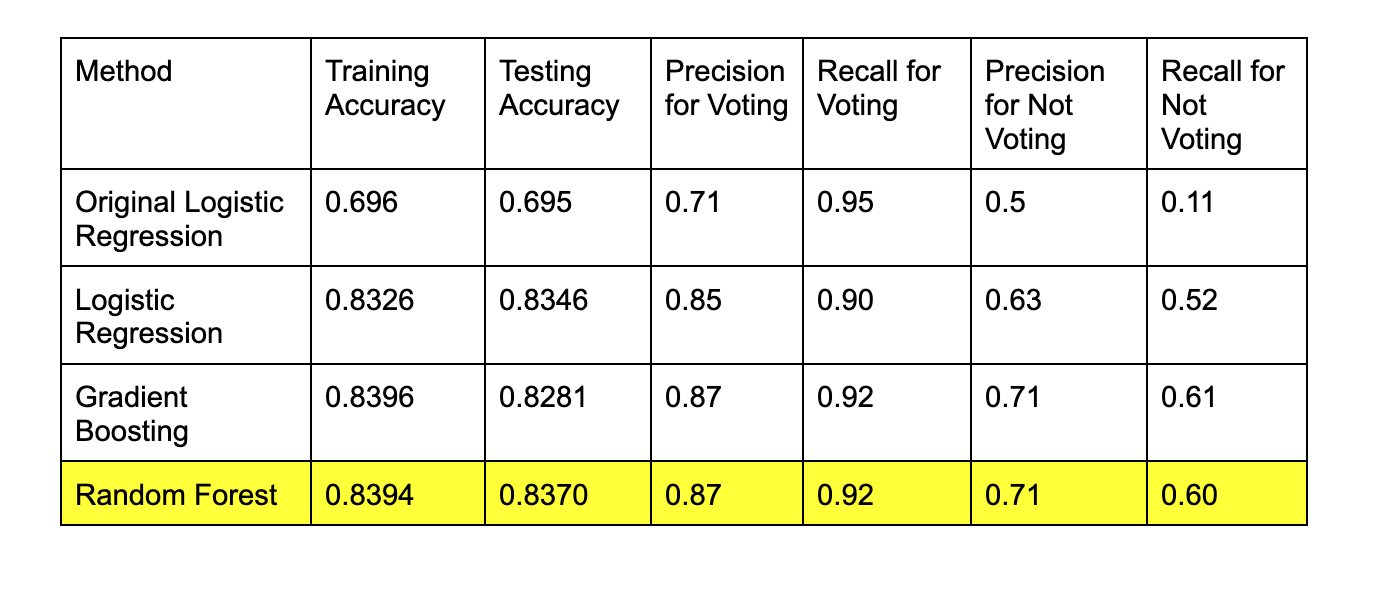 Method Training Accuracy Testing Accuracy Precision for Voting Recall for Voting Precision for Not Voting Recall for Not Voting
Original Logistic Regression 0.696 0.695 0.71 0.95 0.5 0.11
Logistic Regression 0.8326 0.8346 0.85 0.90 0.63 0.52
Gradient Boosting 0.8396 0.8281 0.87 0.92 0.71 0.61
Random Forest 0.8394 0.8370 0.87 0.92 0.71 0.60